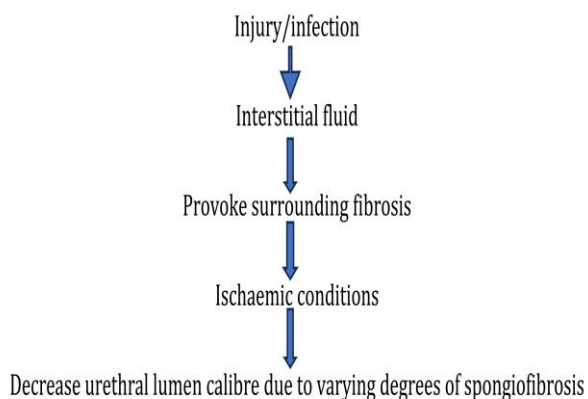 Injury/infection
Interstitial fluid
Provoke surrounding fibrosis
Ischaemic conditions
Decrease urethral lumen calibre due to varying degrees of spongiofibrosis